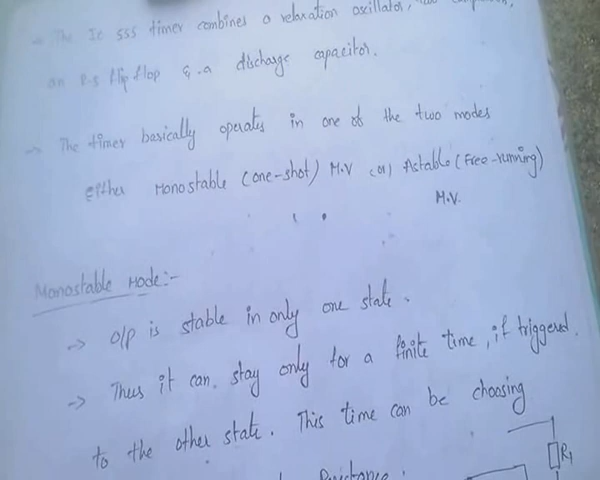 → The Ic 555 timer combines a relaxation oscillator, two
an R-S flip flop & a discharge capacitor.
→ The timer basically operates in one of the two modes
either Monostable (one-shot) M.V (or) Astable (Free-running)
M.V.
Monostable Mode:-
→ O/P is stable in only one state.
→ Thus it can stay only for a finite time, if triggered.
to the other state. This time can be choosing
Resistance.
R1